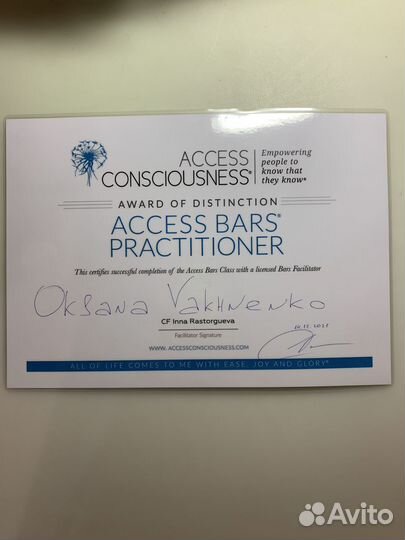 ACCESS
CONSCIOUSNESS®
Empowering
people to
know that
they know®
AWARD OF DISTINCTION
ACCESS BARS®
PRACTITIONER
This certifies successful completion of the Access Bars Class with a licensed Bars Facilitator
Oksana Vakhnenko
CF Inna Rastorgueva
Facilitator Signature
WWW.ACCESSCONSCIOUSNESS.COM
ALL OF LIFE COMES TO ME WITH EASE, JOY AND GLORY®
Avito